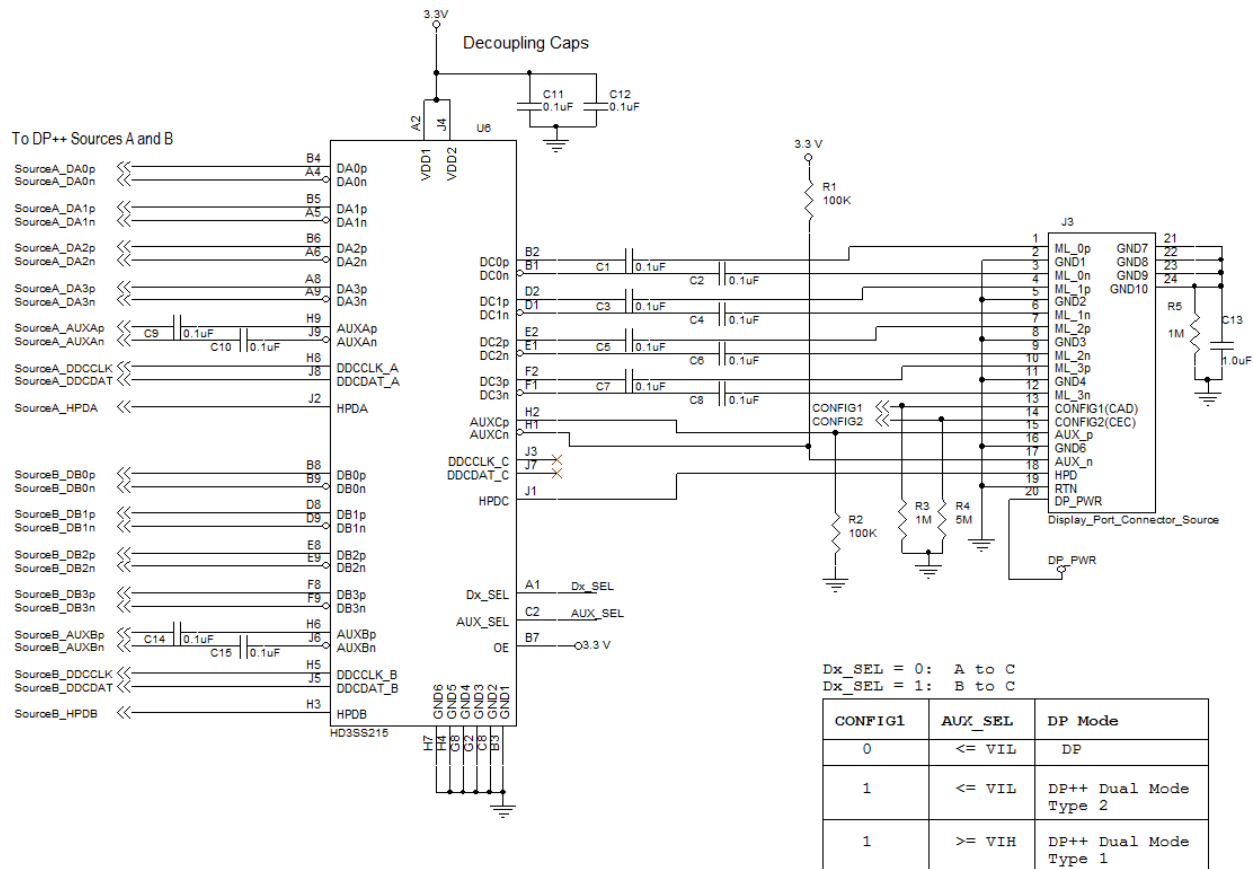 3.3V
Decoupling Caps
C11
0.1uF
C12
0.1uF
A2
J4
U6
VDD1
VDD2
To DP++ Sources A and B
SourceA_DA0p
SourceA_DA0n
SourceA_DA1p
SourceA_DA1n
SourceA_DA2p
SourceA_DA2n
SourceA_DA3p
SourceA_DA3n
SourceA_AUXAp
SourceA_AUXAn
SourceA_DDCCLK
SourceA_DDCDAT
SourceA_HPDA
SourceB_DB0p
SourceB_DB0n
SourceB_DB1p
SourceB_DB1n
SourceB_DB2p
SourceB_DB2n
SourceB_DB3p
SourceB_DB3n
SourceB_AUXBp
SourceB_AUXBn
SourceB_DDCCLK
SourceB_DDCDAT
SourceB_HPDB
C9
0.1uF
C10
0.1uF
C14
0.1uF
C15
0.1uF
B4
A4
B5
A5
B6
A6
A8
A9
H9
J9
H8
J8
J2
B8
B9
D8
D9
E8
E9
F8
F9
H6
J6
H5
J5
H3
DA0p
DA0n
DA1p
DA1n
DA2p
DA2n
DA3p
DA3n
AUXAp
AUXAn
DDCCLK_A
DDCDAT_A
HPDA
DB0p
DB0n
DB1p
DB1n
DB2p
DB2n
DB3p
DB3n
AUXBp
AUXBn
DDCCLK_B
DDCDAT_B
HPDB
HD3SS215
GND6
GND5
GND4
GND3
GND2
GND1
H7
H4
G8
G2
C8
B3
DC0p
DC0n
DC1p
DC1n
DC2p
DC2n
DC3p
DC3n
AUXCp
AUXCn
DDCCLK_C
DDCDAT_C
HPDC
Dx_SEL
AUX_SEL
OE
B2
B1
D2
D1
E2
E1
F2
F1
H2
H1
J3
J7
J1
A1
Dx_SEL
C2
AUX_SEL
B7
3.3 V
C1
0.1uF
C2
0.1uF
C3
0.1uF
C4
0.1uF
C5
0.1uF
C6
0.1uF
C7
0.1uF
C8
0.1uF
3.3 V
R1
100K
R2
100K
R3
1M
R4
5M
CONFIG1
CONFIG2
J3
1
2
3
4
5
6
7
8
9
10
11
12
13
14
15
16
17
18
19
20
ML_0p
GND1
ML_0n
ML_1p
GND2
ML_1n
ML_2p
GND3
ML_2n
ML_3p
GND4
ML_3n
CONFIG1(CAD)
CONFIG2(CEC)
AUX_p
GND6
AUX_n
HPD
RTN
DP_PWR
GND7
GND8
GND9
GND10
21
22
23
24
R5
1M
C13
1.0uF
Display_Port_Connector_Source
DP_PWR
Dx_SEL = 0: A to C
Dx_SEL = 1: B to C
CONFIG1 AUX_SEL DP Mode
0 <= VIL DP
1 <= VIL DP++ Dual Mode
Type 2
1 >= VIH DP++ Dual Mode
Type 1